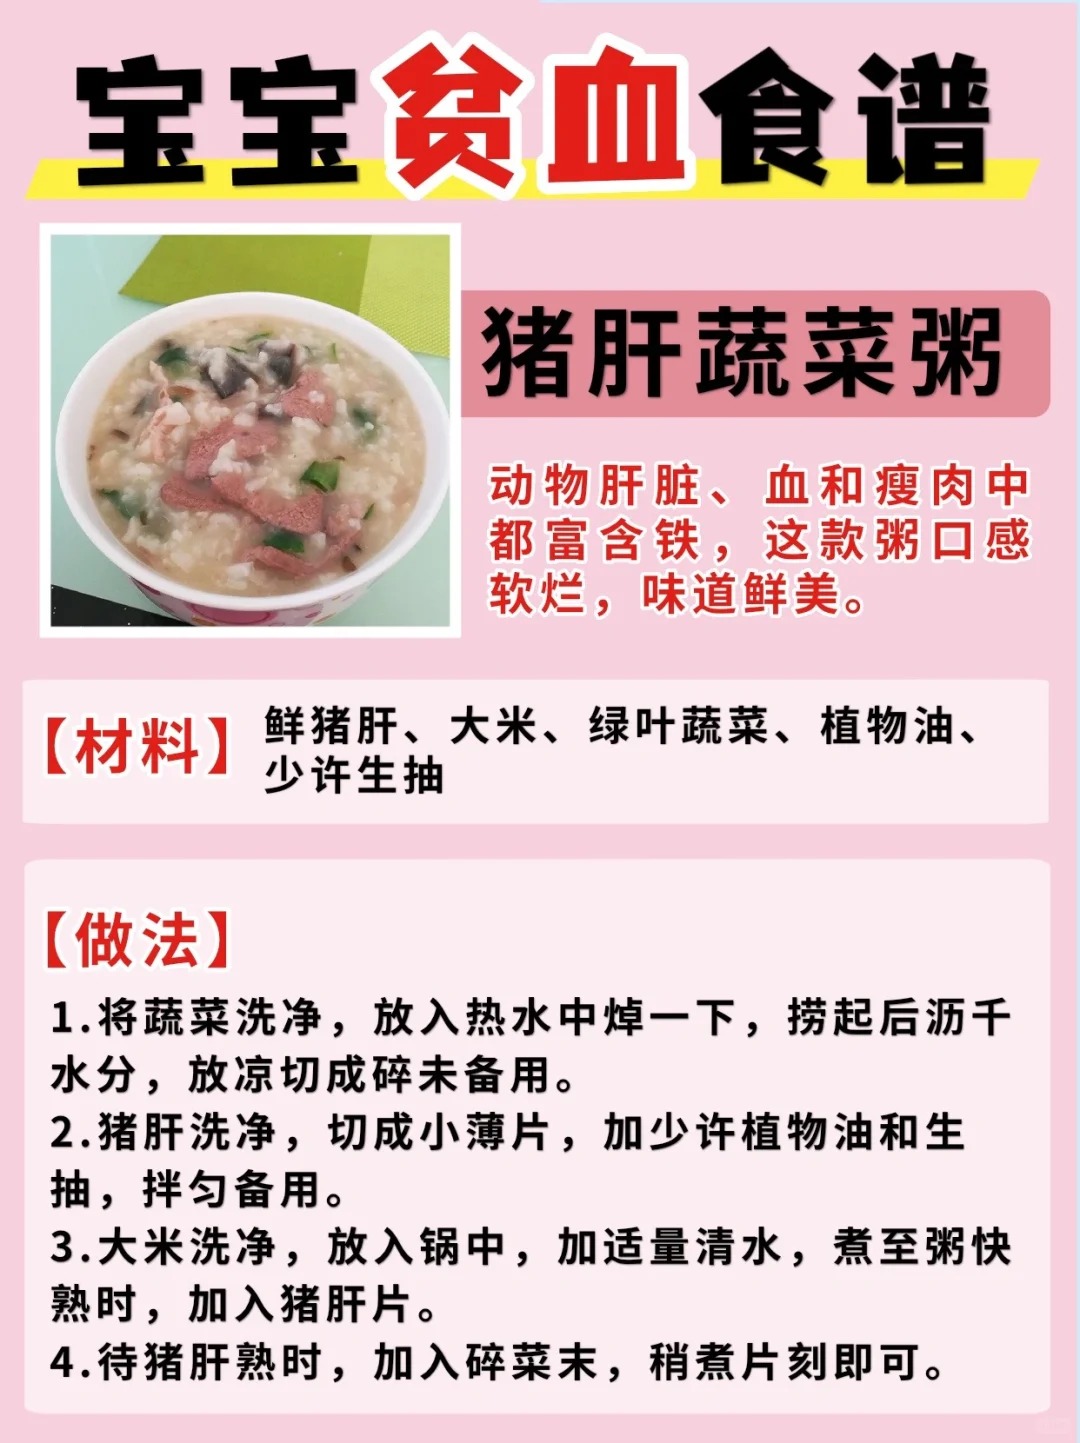 宝宝贫血食谱
猪肝蔬菜粥
动物肝脏、血和瘦肉中
都富含铁，这款粥口感
软烂，味道鲜美。
【材料】
鲜猪肝、大米、绿叶蔬菜、植物油、
少许生抽
【做法】
1.将蔬菜洗净，放入热水中焯一下，捞起后沥千
水分，放凉切成碎未备用。
2.猪肝洗净，切成小薄片，加少许植物油和生
抽，拌匀备用。
3.大米洗净，放入锅中，加适量清水，煮至粥快
熟时，加入猪肝片。
4.待猪肝熟时，加入碎菜末，稍煮片刻即可。